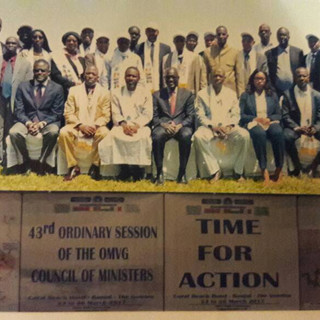 43rd ORDINARY SESSION
OF THE OMVG
COUNCIL OF MINISTERS
TIME
FOR
ACTION